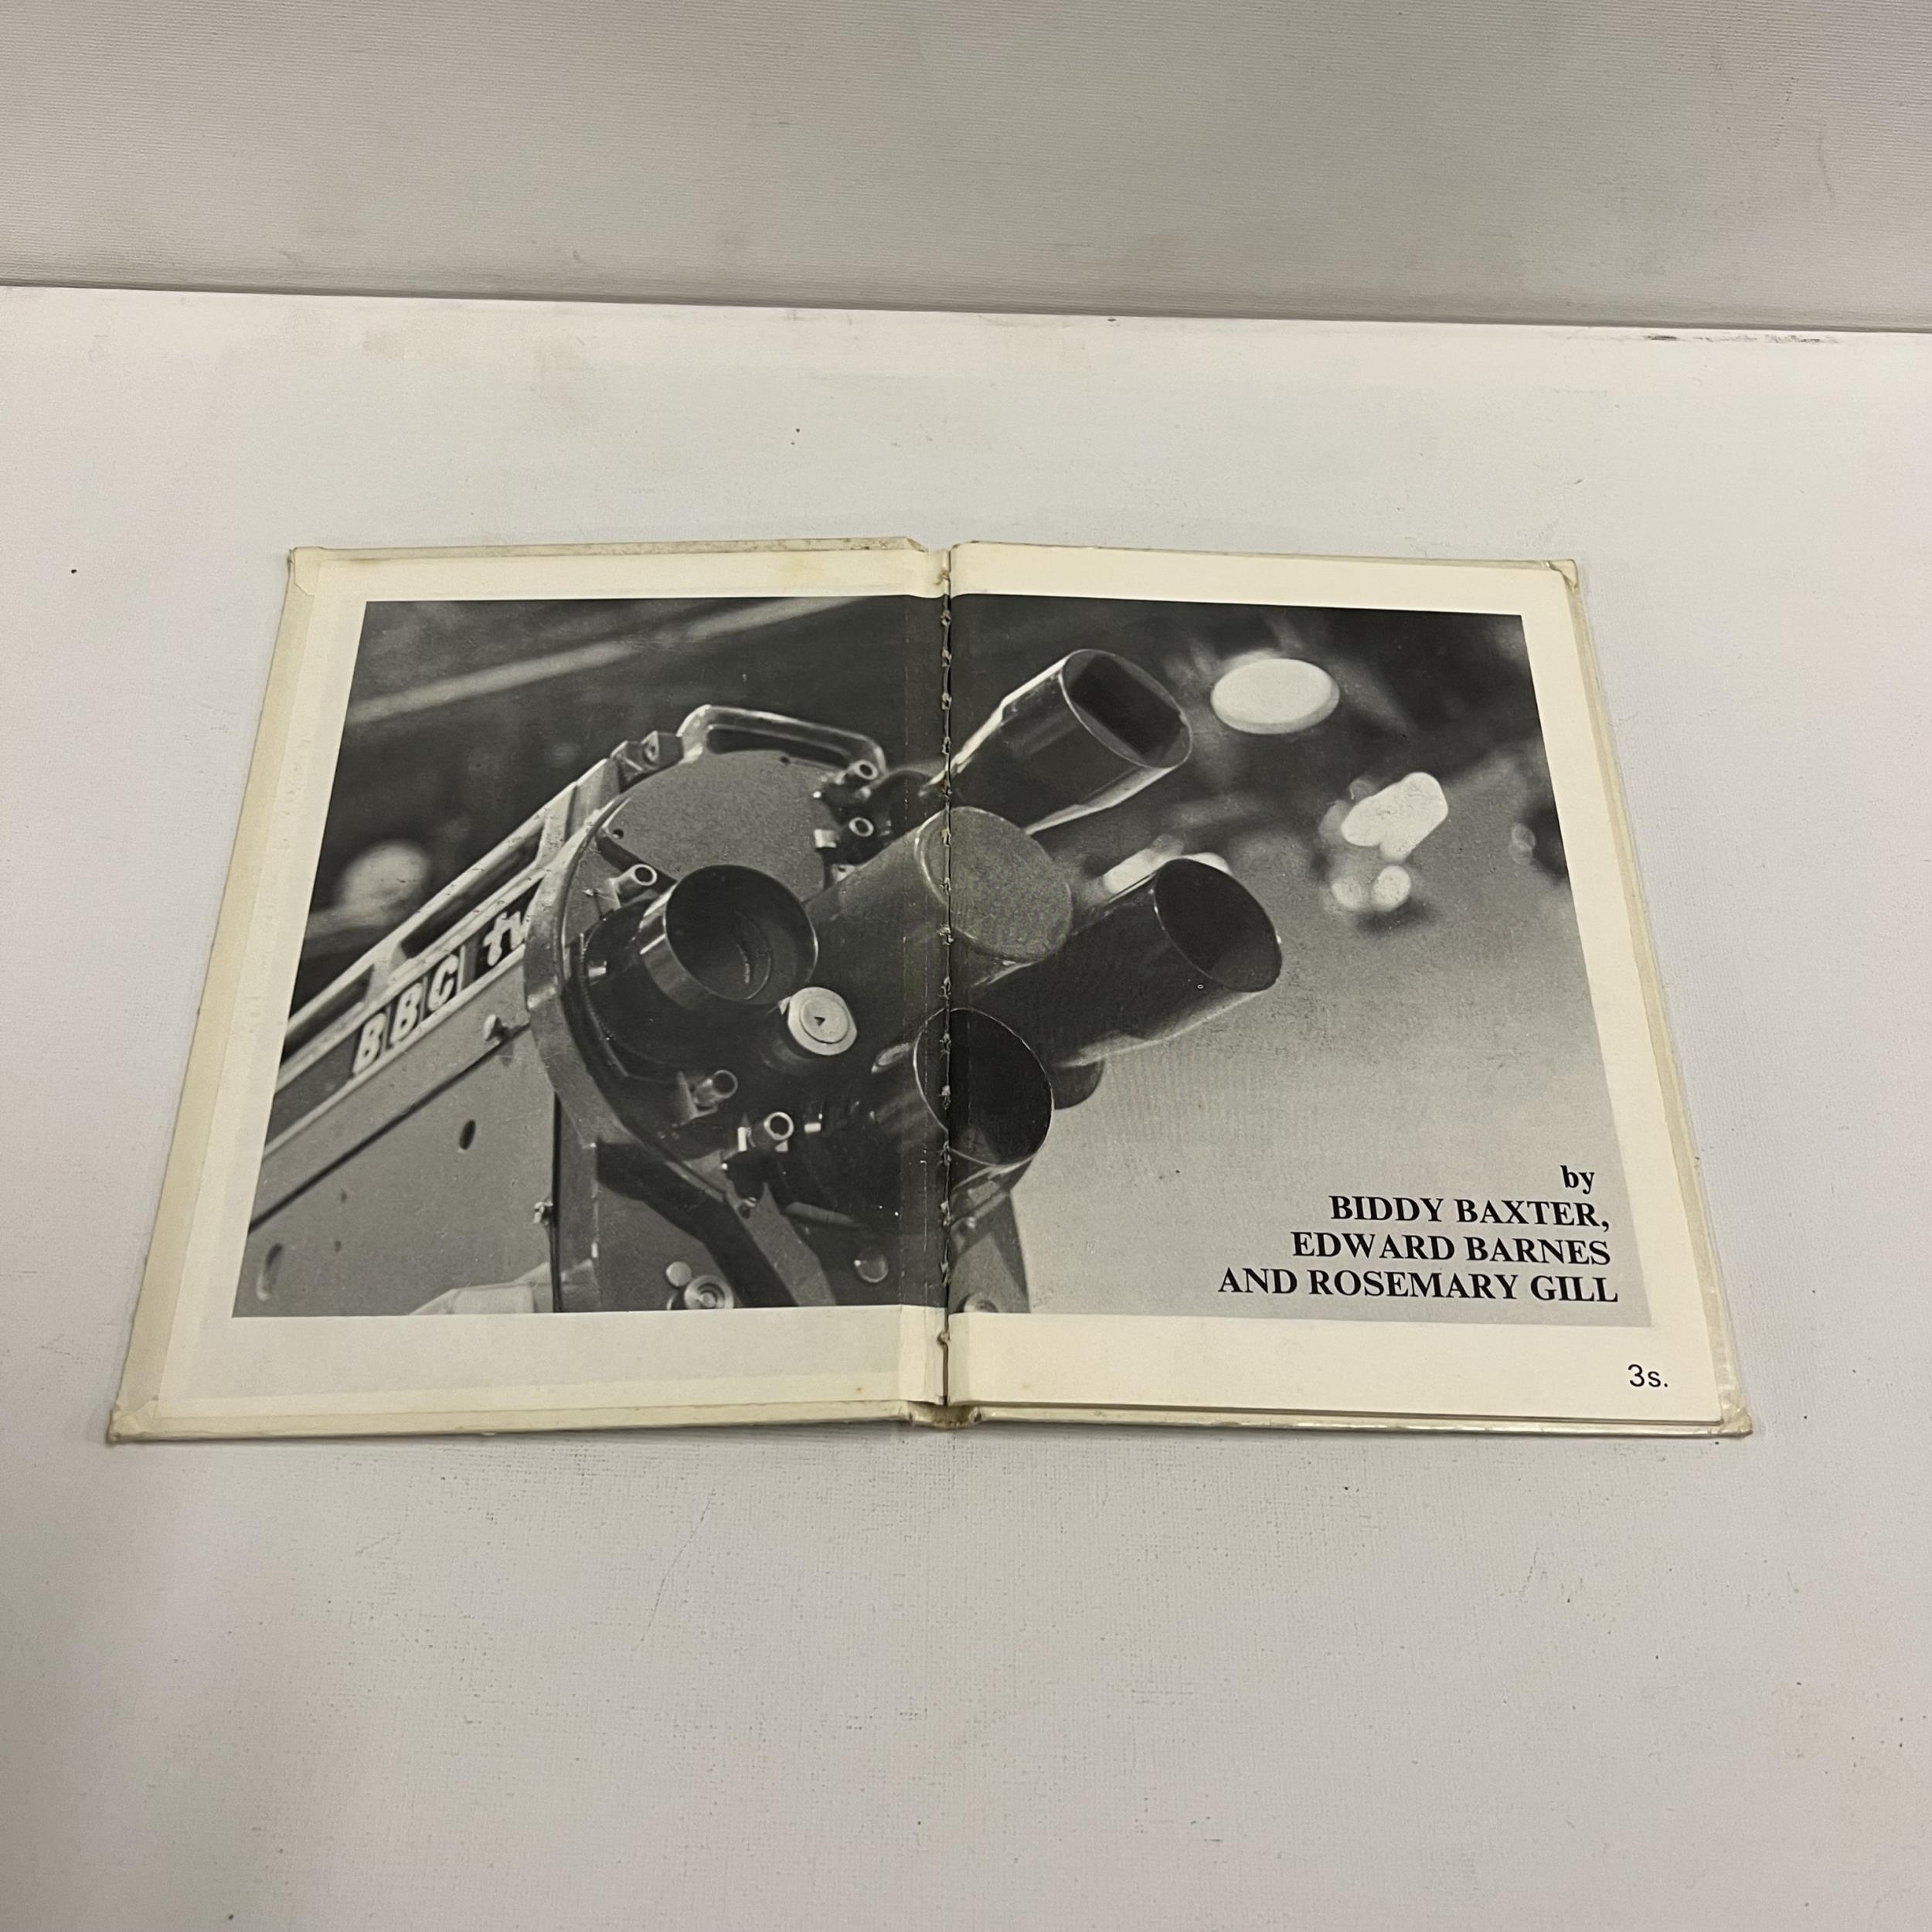 BBC tv
by
BIDDY BAXTER,
EDWARD BARNES
AND ROSEMARY GILL
3s.